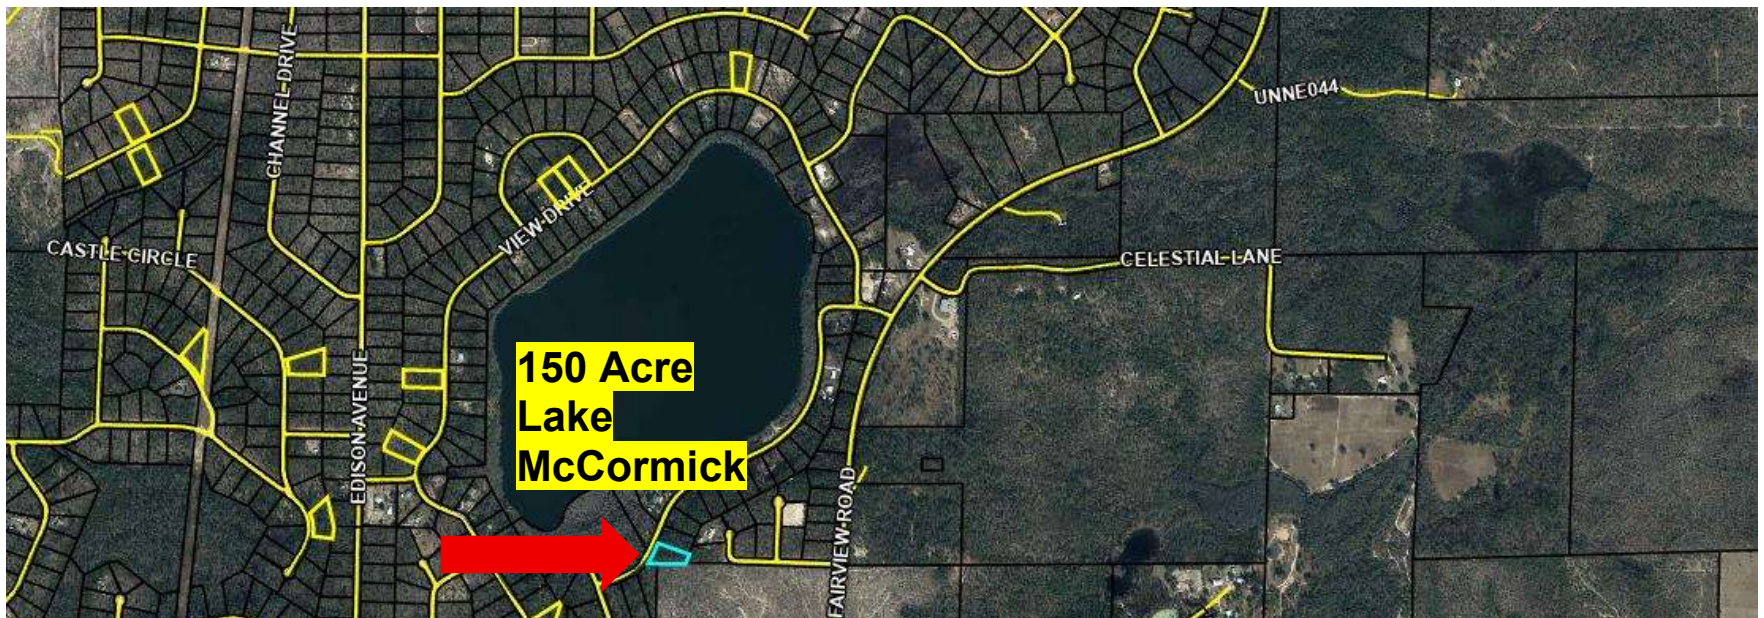 CHANNEL DRIVE
UNNE044
VIEW DRIVE
CASTLE CIRCLE
CELESTIAL LANE
150 Acre
Lake
McCormick
EDISON AVENUE
FAIRVIEW ROAD